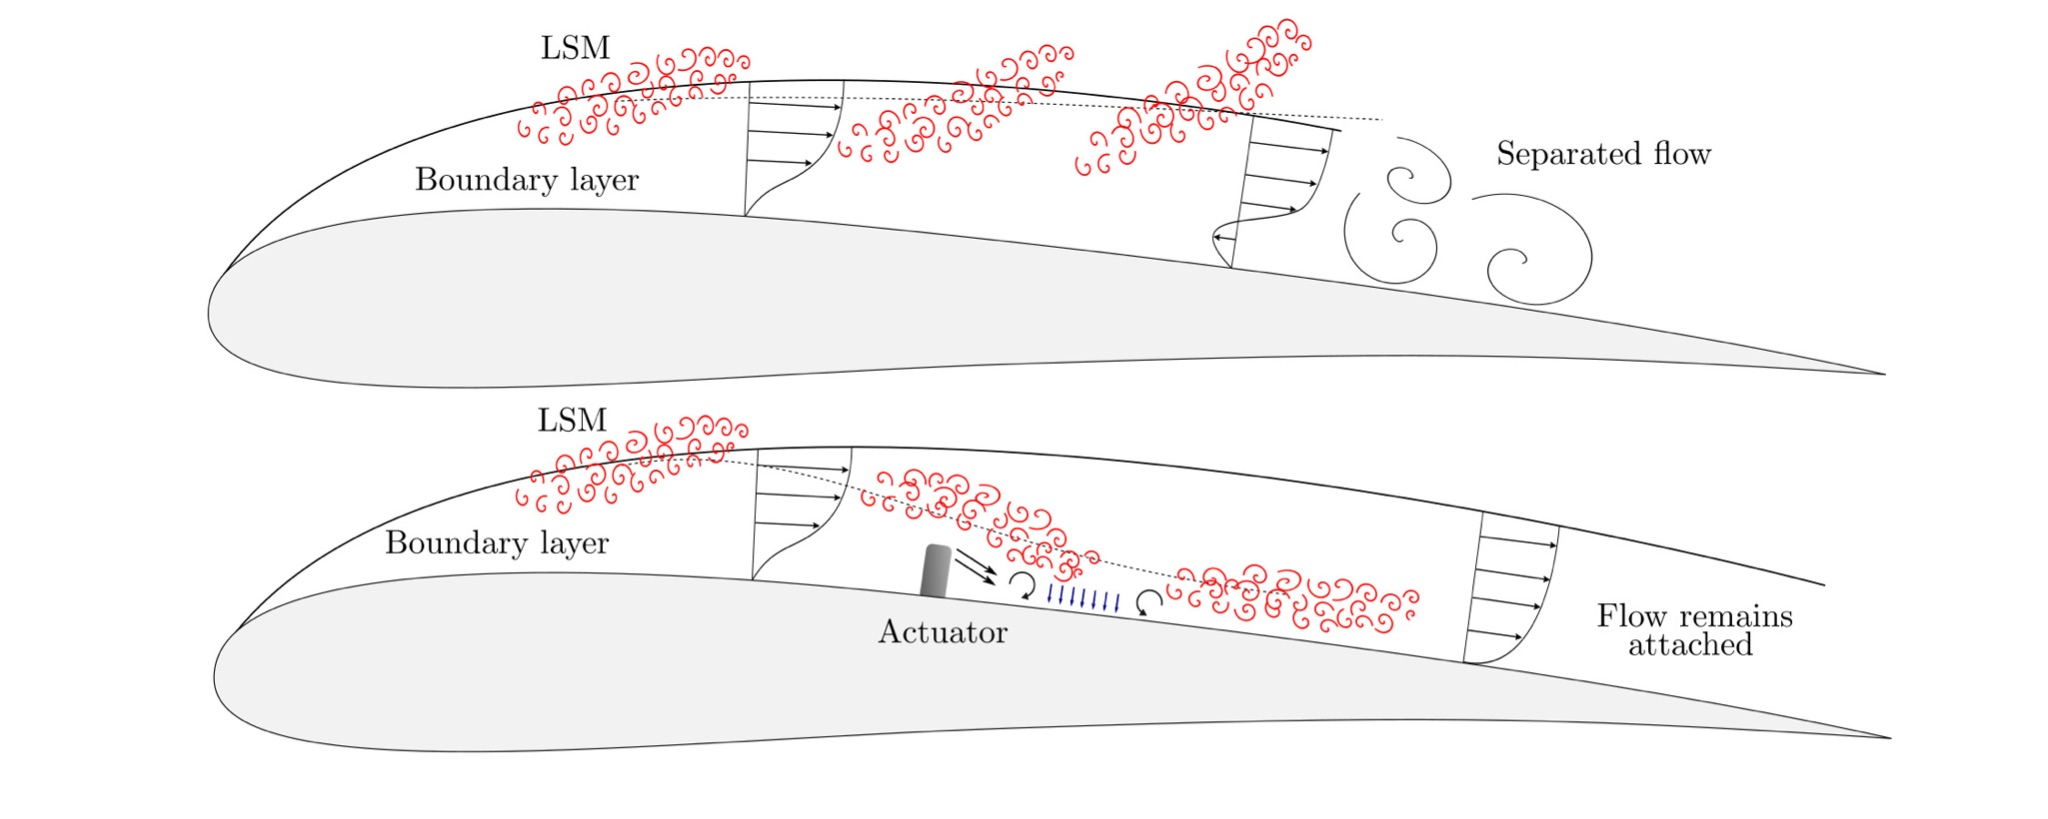 LSM
Boundary layer
Separated flow
LSM
Boundary layer
Actuator
Flow remains
attached